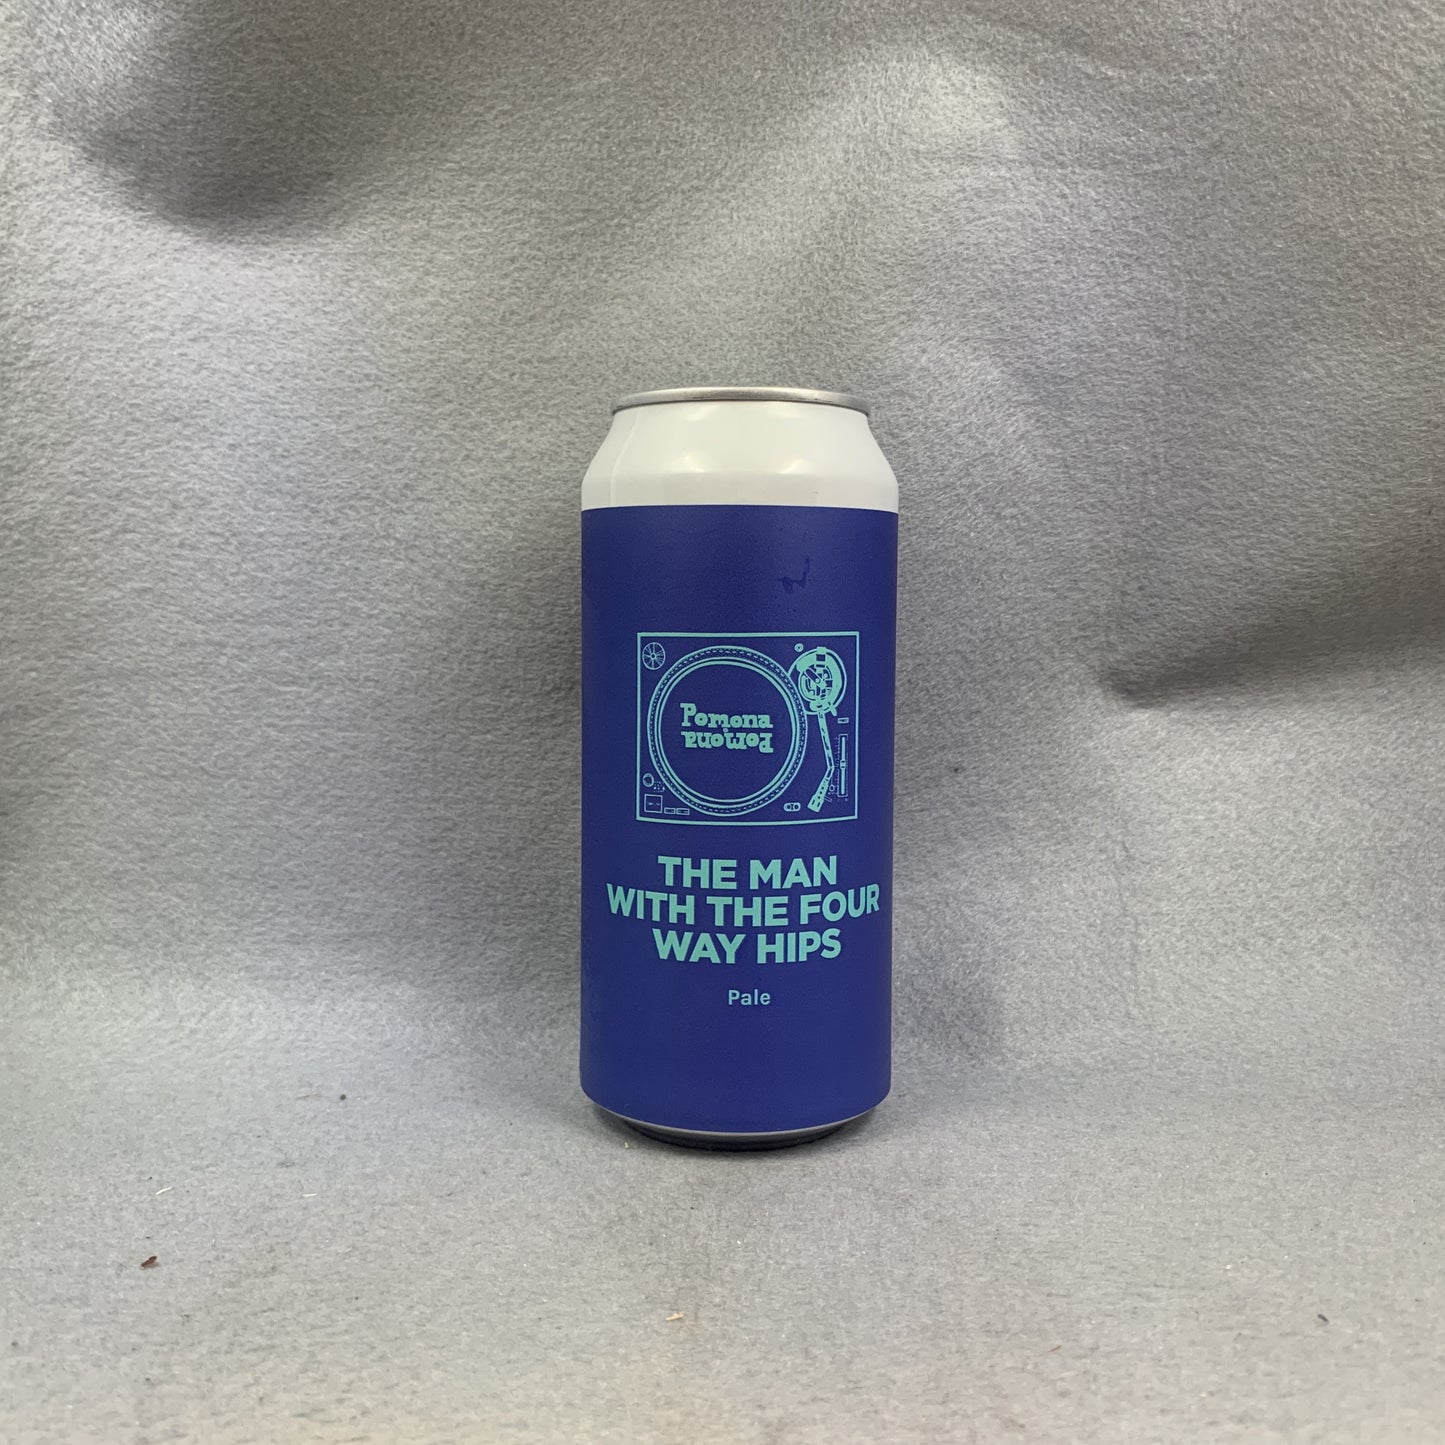 Pomona
Pomona
THE MAN
WITH THE FOUR
WAY HIPS
Pale